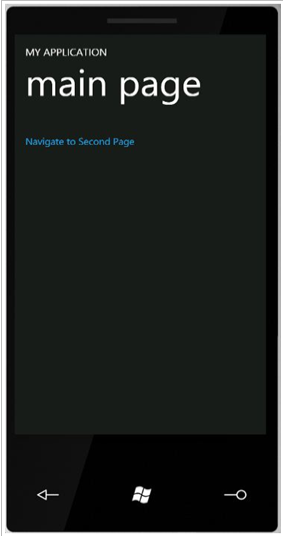 MY APPLICATION
main page
Navigate to Second Page